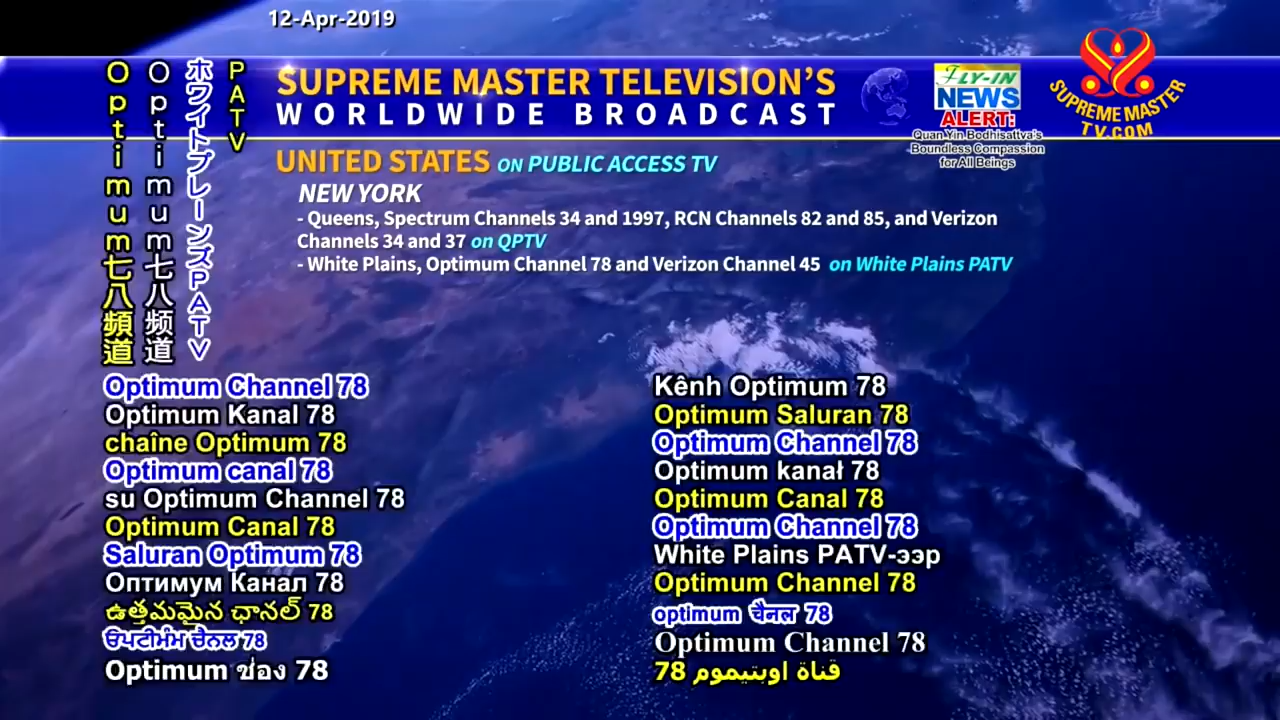 12-Apr-2019
SUPREME MASTER TELEVISION'S
WORLDWIDE BROADCAST
FLY-IN
NEWS
ALERT:
Quan Yin Bodhisattva's
Boundless Compassion
for All Beings
SUPREME MASTER
TV.COM
UNITED STATES ON PUBLIC ACCESS TV
NEW YORK
- Queens, Spectrum Channels 34 and 1997, RCN Channels 82 and 85, and Verizon
Channels 34 and 37 on QPTV
- White Plains, Optimum Channel 78 and Verizon Channel 45 on White Plains PATV
Optimum七八頻道
Optimum七八频道
ホワイトプレーンズPATV
PATV
Optimum Channel 78
Optimum Kanal 78
chaîne Optimum 78
Optimum canal 78
su Optimum Channel 78
Optimum Canal 78
Saluran Optimum 78
Оптимум Канал 78
ఉత్తమమైన ఛానల్ 78
ਓਪਟੀਮੰਮ ਚੈਨਲ 78
Optimum ช่อง 78
Kênh Optimum 78
Optimum Saluran 78
Optimum Channel 78
Optimum kanał 78
Optimum Canal 78
Optimum Channel 78
White Plains PATV-ээр
Optimum Channel 78
optimum चैनल 78
Optimum Channel 78
قناة اوبتيموم 78